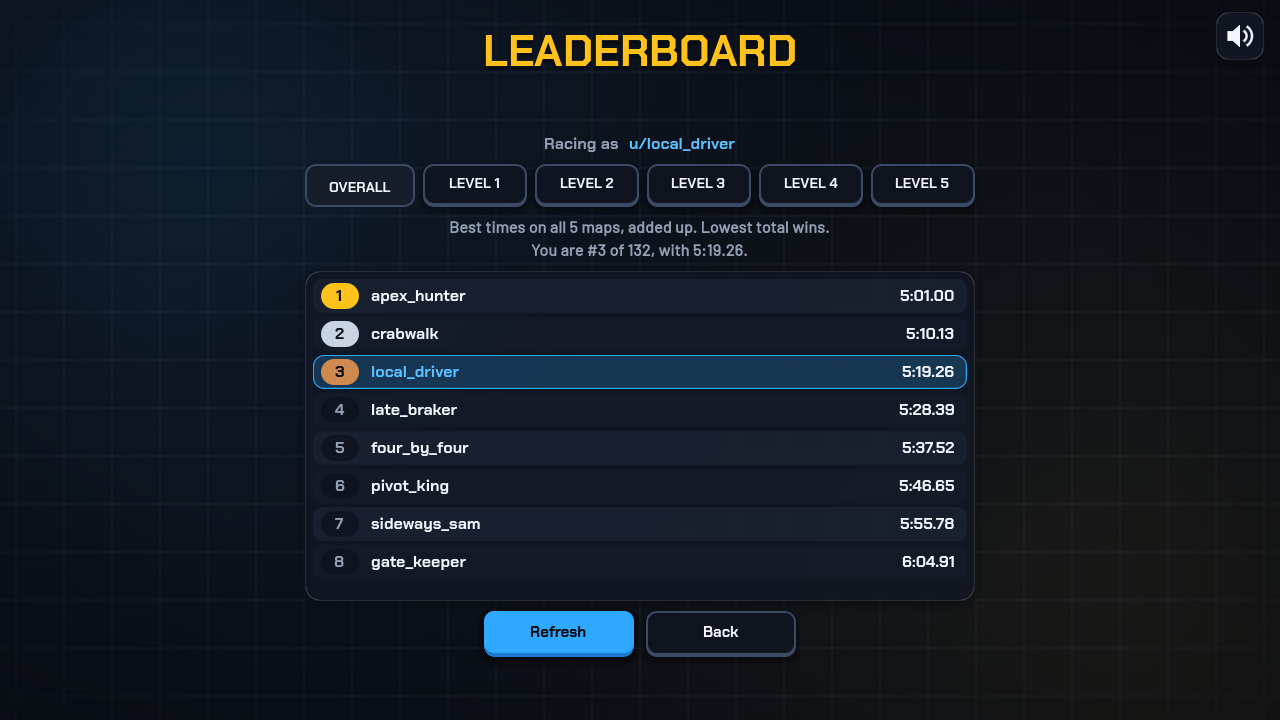 LEADERBOARD
Racing as u/local_driver
OVERALL LEVEL 1 LEVEL 2 LEVEL 3 LEVEL 4 LEVEL 5
Best times on all 5 maps, added up. Lowest total wins.
You are #3 of 132, with 5:19.26.
1 apex_hunter 5:01.00
2 crabwalk 5:10.13
3 local_driver 5:19.26
4 late_braker 5:28.39
5 four_by_four 5:37.52
6 pivot_king 5:46.65
7 sideways_sam 5:55.78
8 gate_keeper 6:04.91
Refresh Back